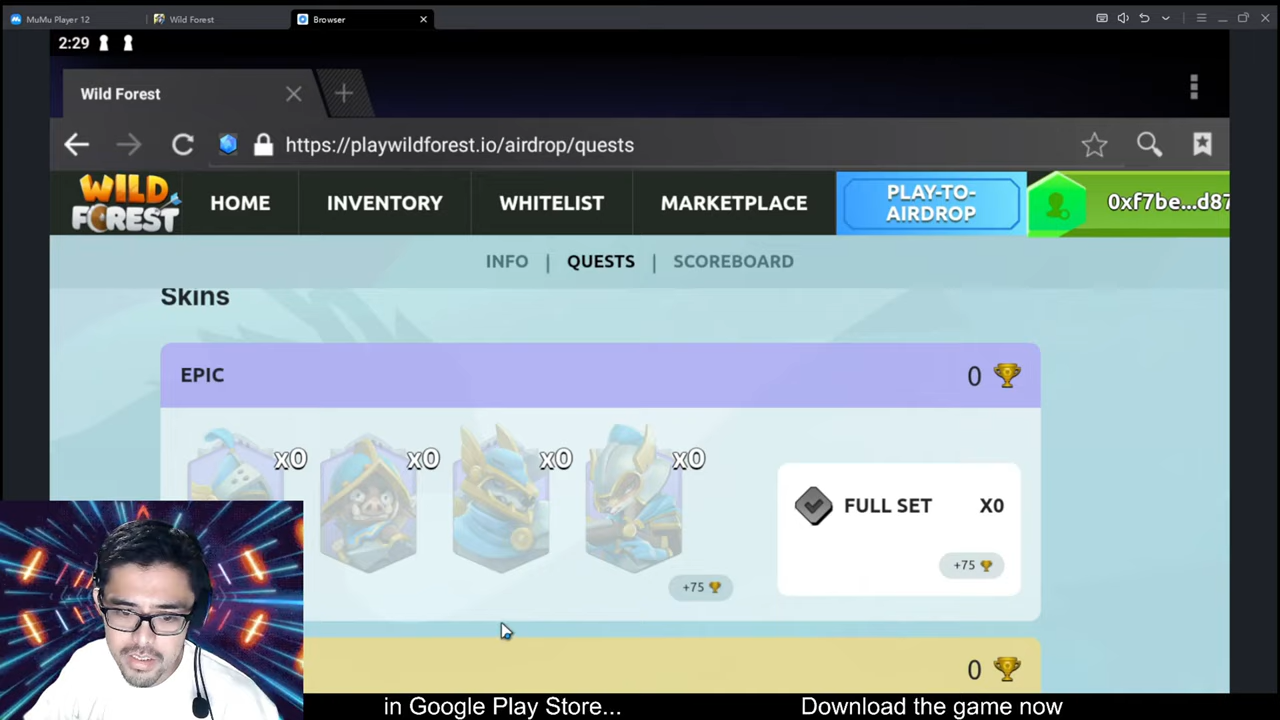 MuMu Player 12
Wild Forest
Browser
2:29
Wild Forest
https://playwildforest.io/airdrop/quests
WILD FOREST
HOME
INVENTORY
WHITELIST
MARKETPLACE
PLAY-TO-
AIRDROP
0xf7be...d87
INFO | QUESTS | SCOREBOARD
Skins
EPIC
0
x0
x0
x0
x0
+75
FULL SET X0
+75
0
in Google Play Store...
Download the game now